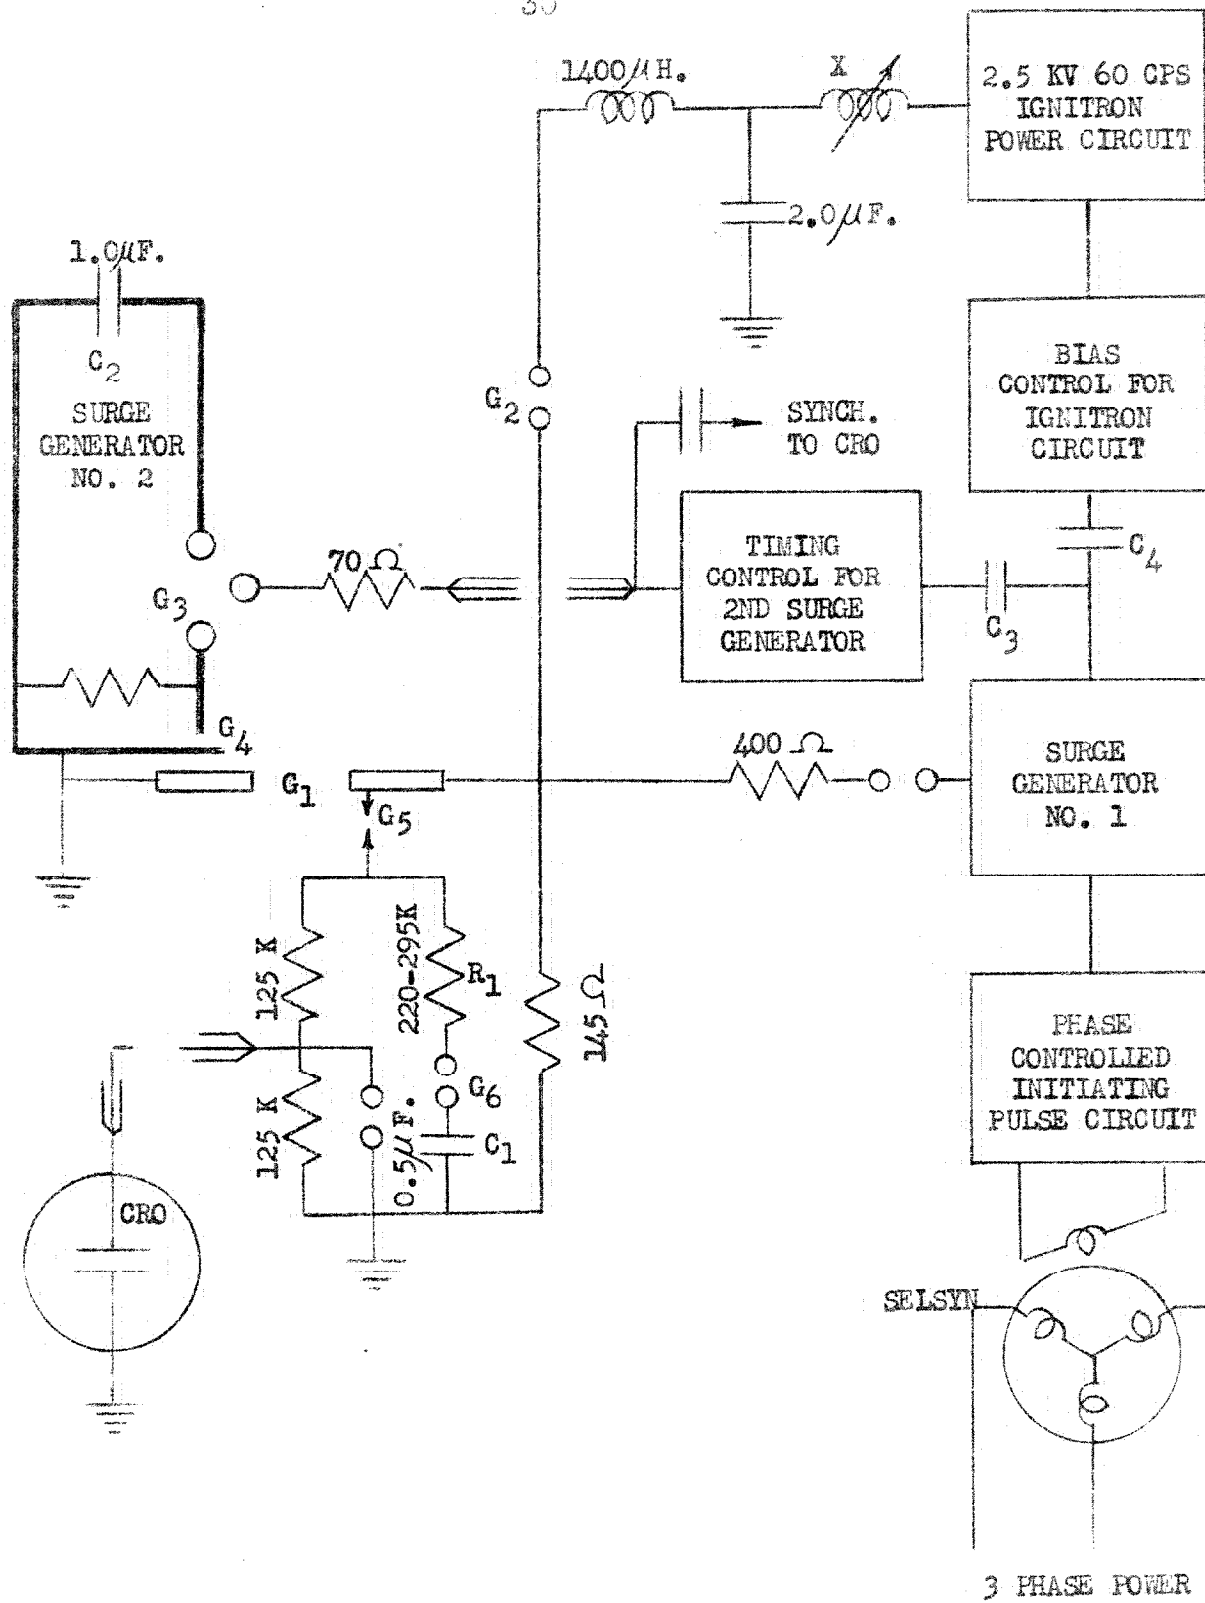 1400μH.
X
2.5 KV 60 CPS
IGNITRON
POWER CIRCUIT
2.0μF.
1.0μF.
C2
SURGE
GENERATOR
NO. 2
G2
SYNCH.
TO CRO
BIAS
CONTROL FOR
IGNITRON
CIRCUIT
C4
70 Ω
G3
TIMING
CONTROL FOR
2ND SURGE
GENERATOR
C3
G4
400 Ω
SURGE
GENERATOR
NO. 1
G1
G5
125 K
220-295K
R1
145 Ω
125 K
0.5μF.
G6
C1
PHASE
CONTROLLED
INITIATING
PULSE CIRCUIT
CRO
SELSYN
3 PHASE POWER